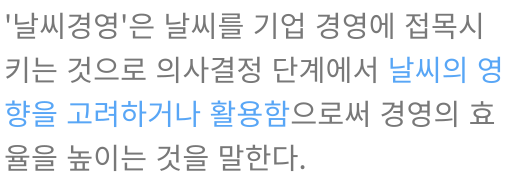 '날씨경영'은 날씨를 기업 경영에 접목시
키는 것으로 의사결정 단계에서 날씨의 영
향을 고려하거나 활용함으로써 경영의 효
율을 높이는 것을 말한다.